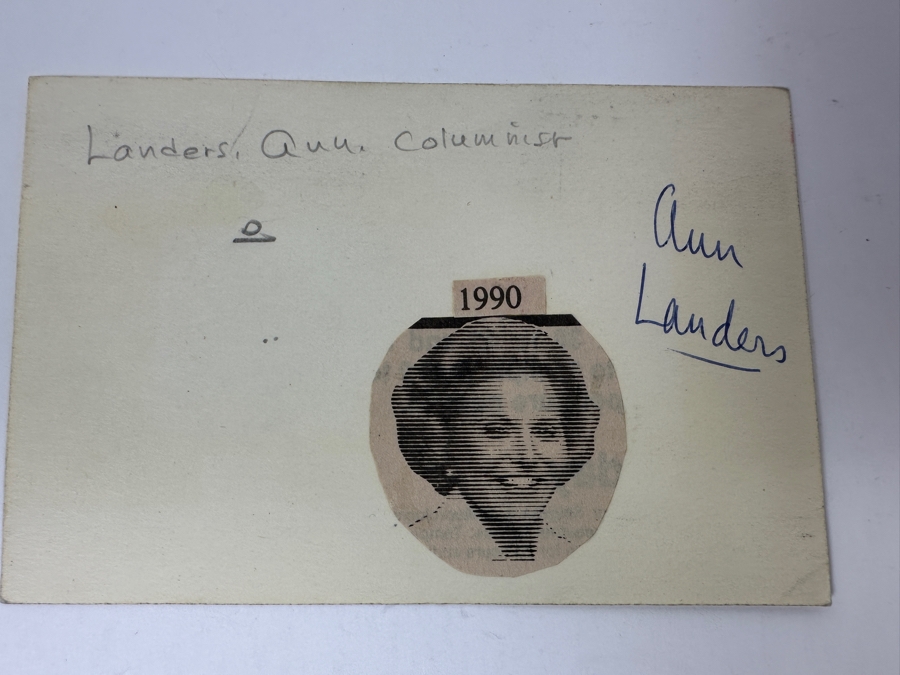 Landers, Ann. Columnist
Ann
Landers
1990